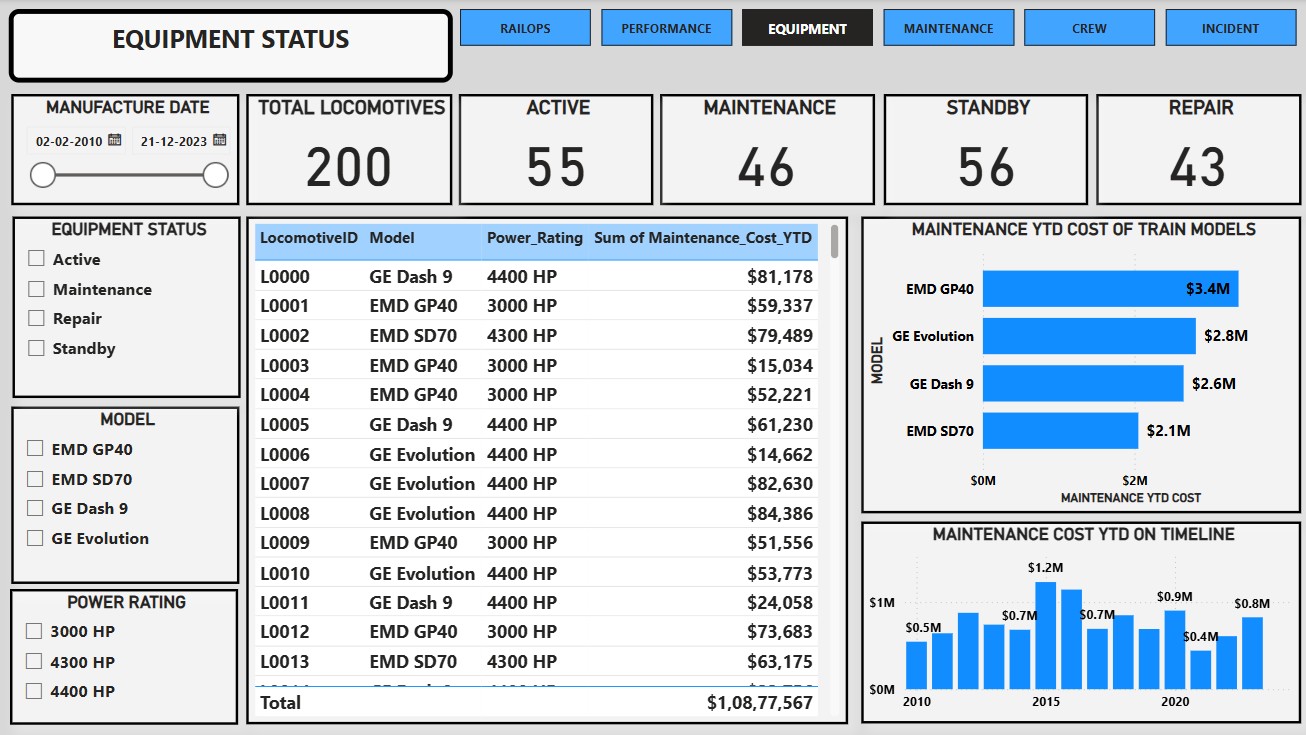 EQUIPMENT STATUS
RAILOPS
PERFORMANCE
EQUIPMENT
MAINTENANCE
CREW
INCIDENT
MANUFACTURE DATE
02-02-2010 21-12-2023
TOTAL LOCOMOTIVES
200
ACTIVE
55
MAINTENANCE
46
STANDBY
56
REPAIR
43
EQUIPMENT STATUS
Active
Maintenance
Repair
Standby
MODEL
EMD GP40
EMD SD70
GE Dash 9
GE Evolution
POWER RATING
3000 HP
4300 HP
4400 HP
LocomotiveID Model Power_Rating Sum of Maintenance_Cost_YTD
L0000 GE Dash 9 4400 HP $81,178
L0001 EMD GP40 3000 HP $59,337
L0002 EMD SD70 4300 HP $79,489
L0003 EMD GP40 3000 HP $15,034
L0004 EMD GP40 3000 HP $52,221
L0005 GE Dash 9 4400 HP $61,230
L0006 GE Evolution 4400 HP $14,662
L0007 GE Evolution 4400 HP $82,630
L0008 GE Evolution 4400 HP $84,386
L0009 EMD GP40 3000 HP $51,556
L0010 GE Evolution 4400 HP $53,773
L0011 GE Dash 9 4400 HP $24,058
L0012 EMD GP40 3000 HP $73,683
L0013 EMD SD70 4300 HP $63,175
Total $1,08,77,567
MAINTENANCE YTD COST OF TRAIN MODELS
MODEL
EMD GP40 $3.4M
GE Evolution $2.8M
GE Dash 9 $2.6M
EMD SD70 $2.1M
$0M $2M
MAINTENANCE YTD COST
MAINTENANCE COST YTD ON TIMELINE
$1M
$0M
$0.5M
$0.7M
$1.2M
$0.7M
$0.9M
$0.4M
$0.8M
2010 2015 2020